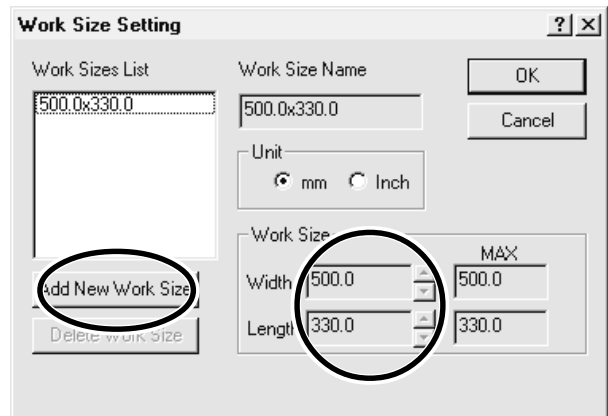 Work Size Setting
Work Sizes List
500.0x330.0
Add New Work Size
Delete Work Size
Work Size Name
500.0x330.0
Unit
mm Inch
Work Size
MAX
Width 500.0 500.0
Length 330.0 330.0
OK
Cancel